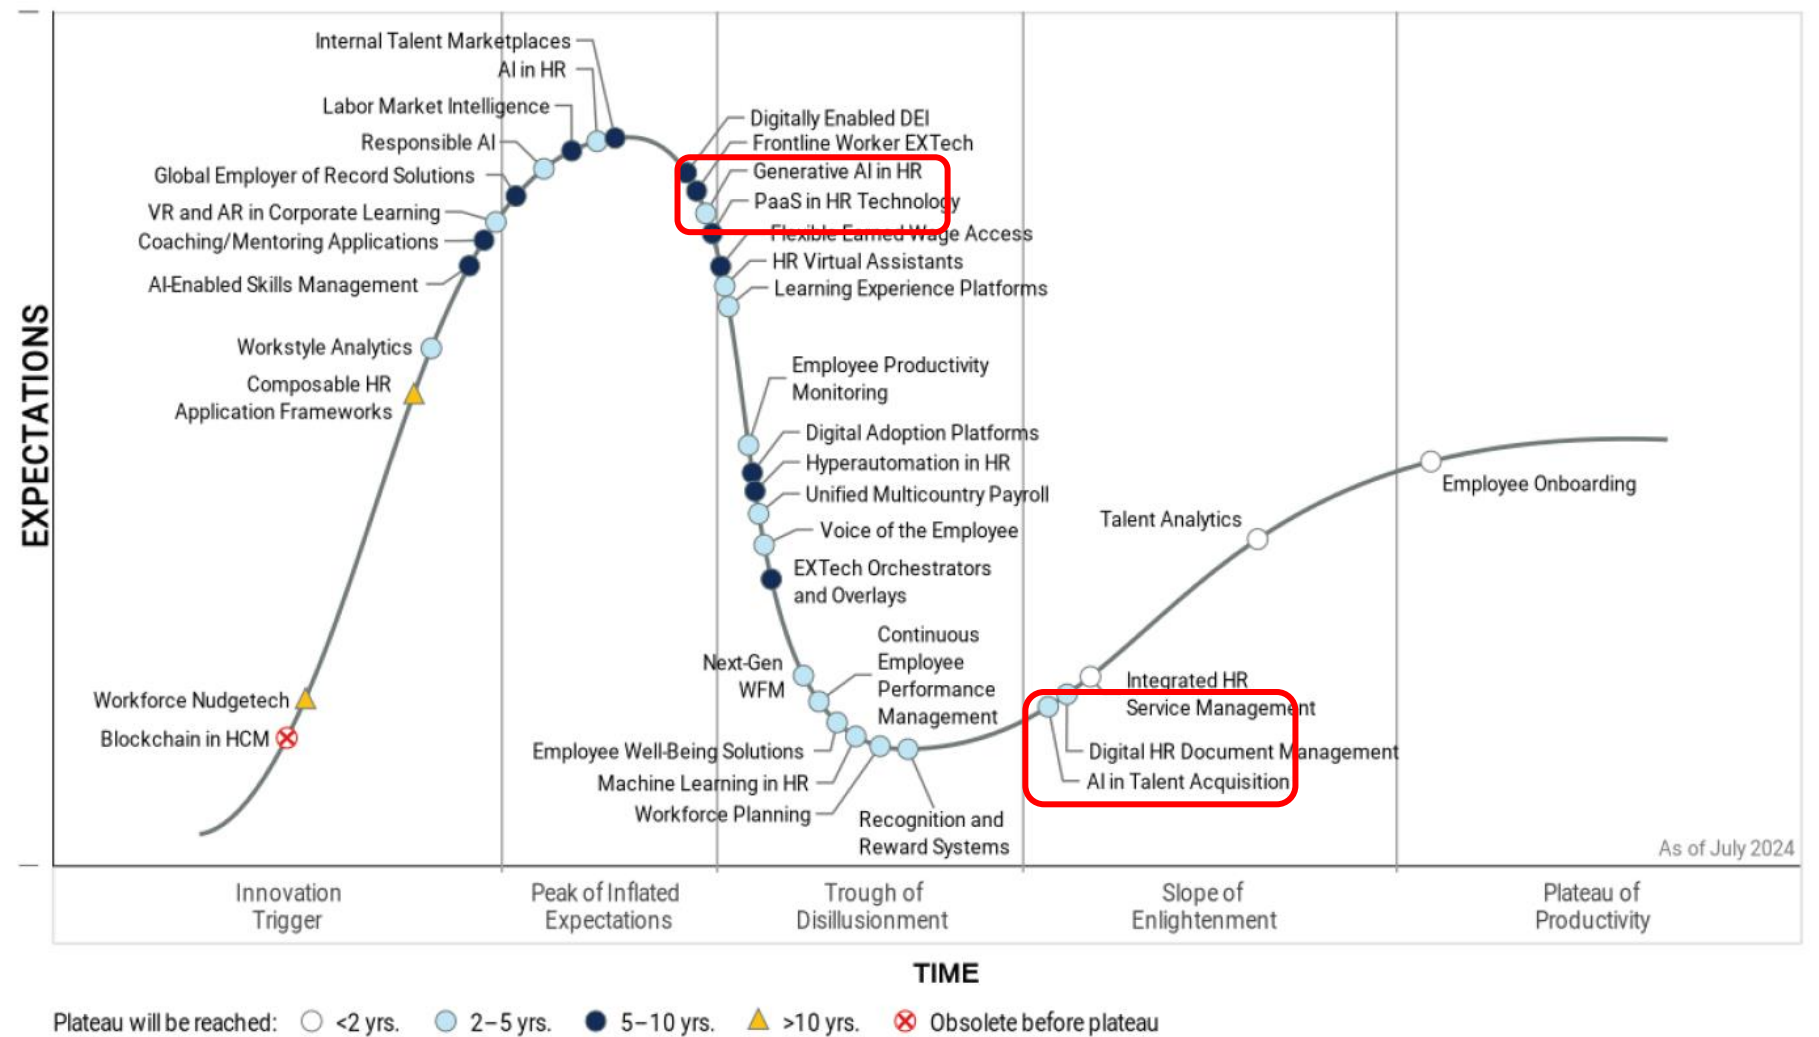 Internal Talent Marketplaces
AI in HR
Labor Market Intelligence
Responsible AI
Global Employer of Record Solutions
VR and AR in Corporate Learning
Coaching/Mentoring Applications
AI-Enabled Skills Management
Workstyle Analytics
Composable HR
Application Frameworks
Workforce Nudgetech
Blockchain in HCM
Digitally Enabled DEI
Frontline Worker EXTech
Generative AI in HR
PaaS in HR Technology
Flexible Earned Wage Access
HR Virtual Assistants
Learning Experience Platforms
Employee Productivity
Monitoring
Digital Adoption Platforms
Hyperautomation in HR
Unified Multicountry Payroll
Voice of the Employee
EXTech Orchestrators
and Overlays
Next-Gen
WFM
Continuous
Employee
Performance
Management
Employee Well-Being Solutions
Machine Learning in HR
Workforce Planning
Recognition and
Reward Systems
Integrated HR
Service Management
Digital HR Document Management
AI in Talent Acquisition
Talent Analytics
Employee Onboarding
EXPECTATIONS
As of July 2024
Innovation
Trigger
Peak of Inflated
Expectations
Trough of
Disillusionment
Slope of
Enlightenment
Plateau of
Productivity
TIME
Plateau will be reached: <2 yrs. 2–5 yrs. 5–10 yrs. >10 yrs. Obsolete before plateau